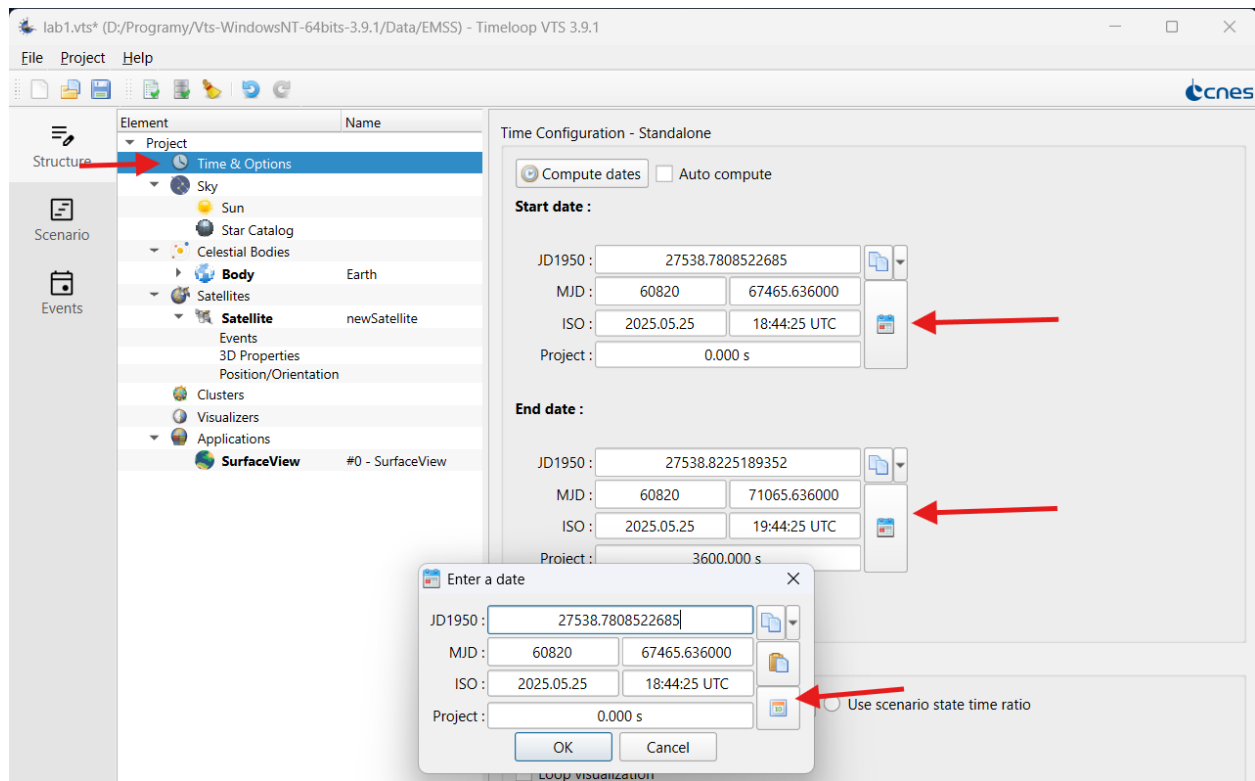 lab1.vts* (D:/Programy/Vts-WindowsNT-64bits-3.9.1/Data/EMSS) - Timeloop VTS 3.9.1
File Project Help
cnes
Structure
Scenario
Events
Element Name
Project
Time & Options
Sky
Sun
Star Catalog
Celestial Bodies
Body Earth
Satellites
Satellite newSatellite
Events
3D Properties
Position/Orientation
Clusters
Visualizers
Applications
SurfaceView #0 - SurfaceView
Time Configuration - Standalone
Compute dates Auto compute
Start date :
JD1950 : 27538.7808522685
MJD : 60820 67465.636000
ISO : 2025.05.25 18:44:25 UTC
Project : 0.000 s
End date :
JD1950 : 27538.8225189352
MJD : 60820 71065.636000
ISO : 2025.05.25 19:44:25 UTC
Project : 3600.000 s
Enter a date
JD1950 : 27538.7808522685
MJD : 60820 67465.636000
ISO : 2025.05.25 18:44:25 UTC
Project : 0.000 s
OK Cancel
Use scenario state time ratio
Loop visualization